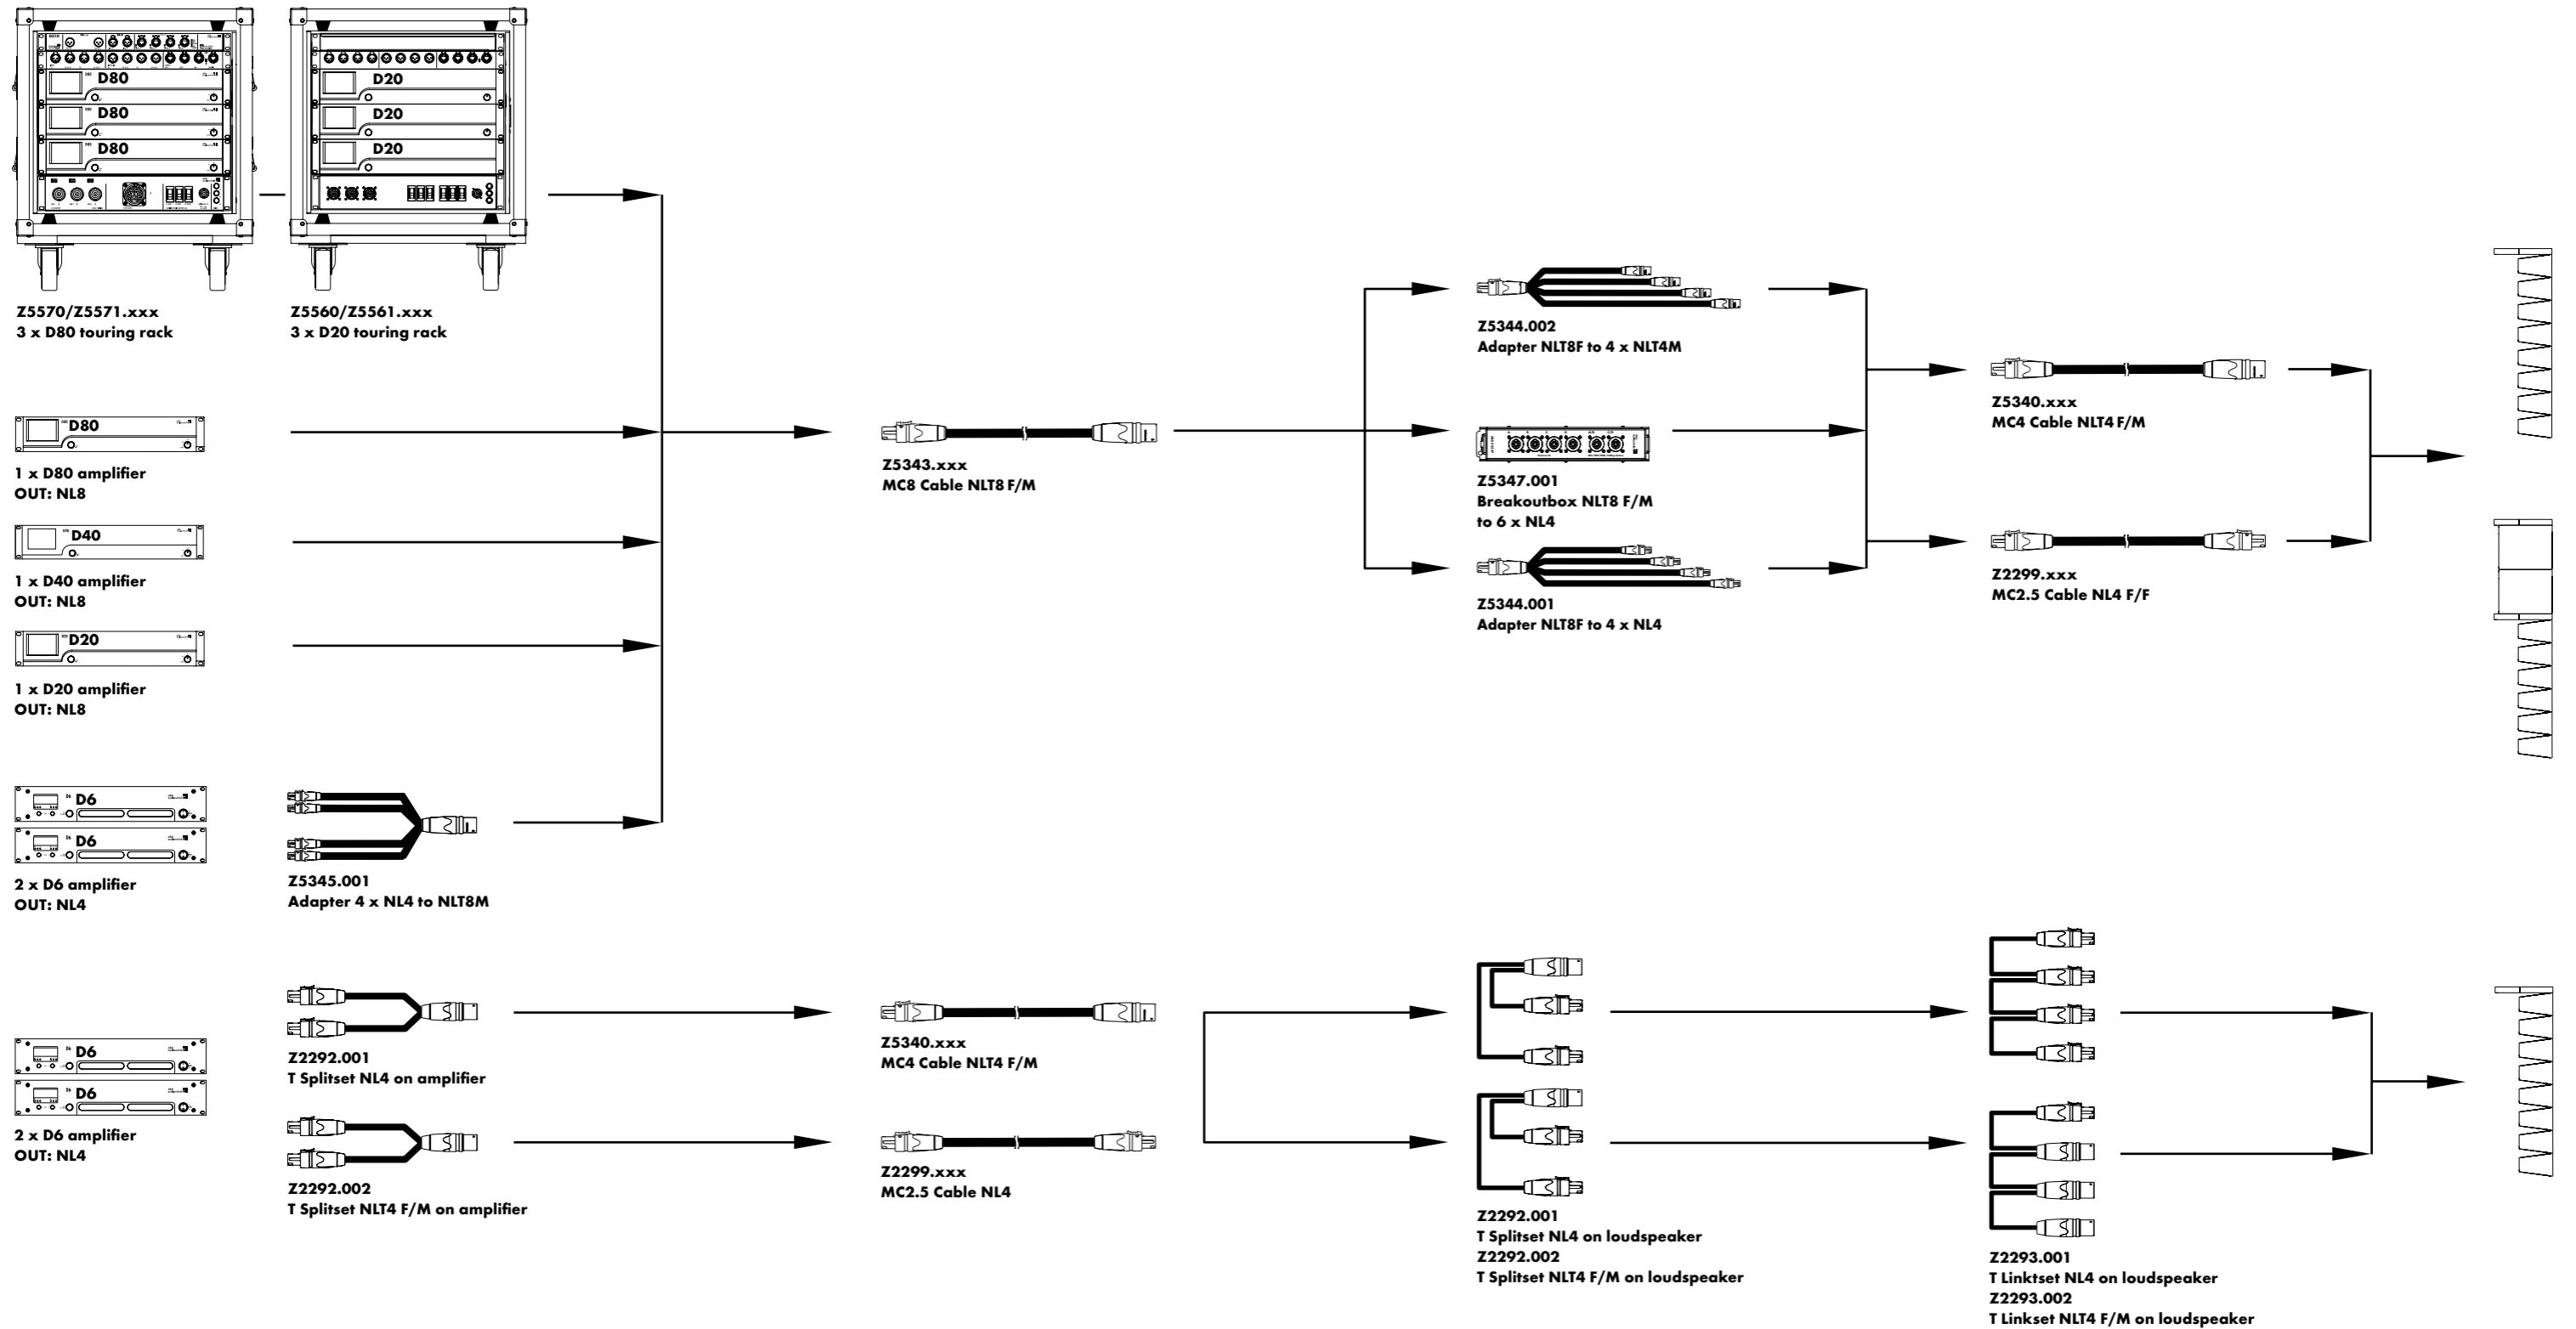 D80
D80
D80
Z5570/Z5571.xxx
3 x D80 touring rack
D20
D20
D20
Z5560/Z5561.xxx
3 x D20 touring rack
D80
1 x D80 amplifier
OUT: NL8
D40
1 x D40 amplifier
OUT: NL8
D20
1 x D20 amplifier
OUT: NL8
D6
D6
2 x D6 amplifier
OUT: NL4
Z5345.001
Adapter 4 x NL4 to NLT8M
Z5343.xxx
MC8 Cable NLT8 F/M
Z5344.002
Adapter NLT8F to 4 x NLT4M
Z5347.001
Breakoutbox NLT8 F/M
to 6 x NL4
Z5344.001
Adapter NLT8F to 4 x NL4
Z5340.xxx
MC4 Cable NLT4 F/M
Z2299.xxx
MC2.5 Cable NL4 F/F
D6
D6
2 x D6 amplifier
OUT: NL4
Z2292.001
T Splitset NL4 on amplifier
Z2292.002
T Splitset NLT4 F/M on amplifier
Z5340.xxx
MC4 Cable NLT4 F/M
Z2299.xxx
MC2.5 Cable NL4
Z2292.001
T Splitset NL4 on loudspeaker
Z2292.002
T Splitset NLT4 F/M on loudspeaker
Z2293.001
T Linktset NL4 on loudspeaker
Z2293.002
T Linkset NLT4 F/M on loudspeaker